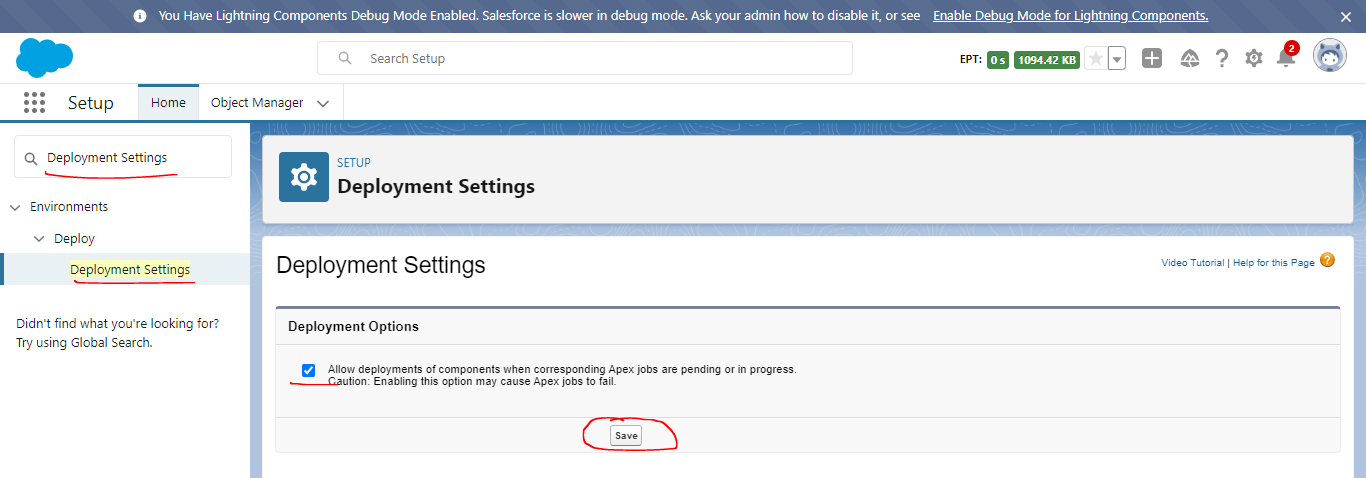 You Have Lightning Components Debug Mode Enabled. Salesforce is slower in debug mode. Ask your admin how to disable it, or see Enable Debug Mode for Lightning Components.
Search Setup
EPT: 0 s 1094.42 KB
2
Setup Home Object Manager
Deployment Settings
Environments
Deploy
Deployment Settings
Didn't find what you're looking for?
Try using Global Search.
SETUP
Deployment Settings
Deployment Settings
Video Tutorial | Help for this Page ?
Deployment Options
Allow deployments of components when corresponding Apex jobs are pending or in progress.
Caution: Enabling this option may cause Apex jobs to fail.
Save